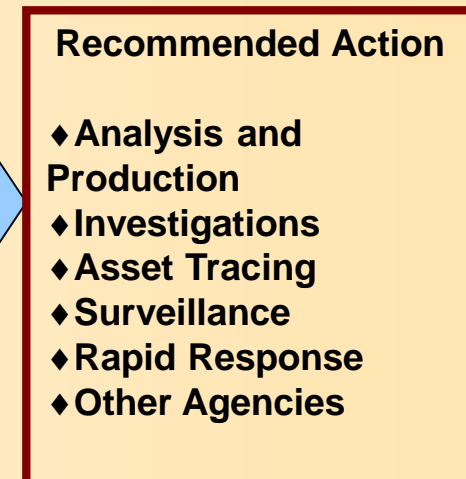 Recommended Action
♦Analysis and
Production
♦Investigations
♦Asset Tracing
♦Surveillance
♦Rapid Response
♦Other Agencies